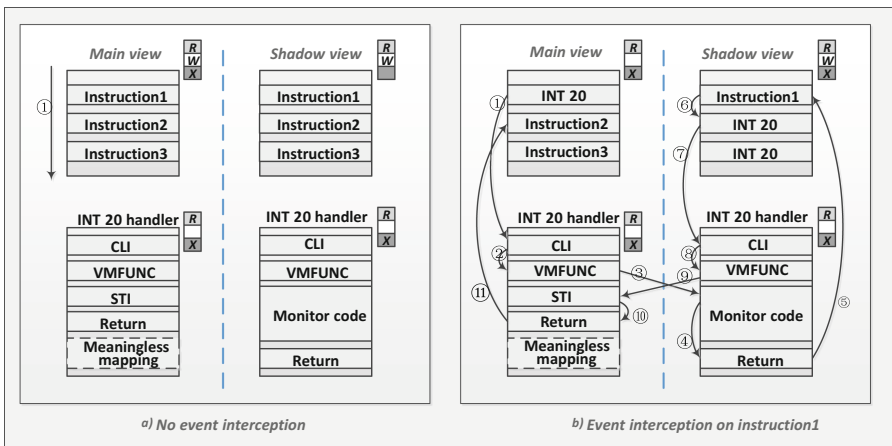 Main view
R
W
X
Shadow view
R
W
①
Instruction1
Instruction2
Instruction3
Instruction1
Instruction2
Instruction3
INT 20 handler
R
X
CLI
VMFUNC
STI
Return
Meaningless
mapping
INT 20 handler
R
X
CLI
VMFUNC
Monitor code
Return
a) No event interception
Main view
R
X
Shadow view
R
W
①
INT 20
Instruction2
Instruction3
⑥
Instruction1
INT 20
INT 20
⑦
INT 20 handler
R
X
CLI
②
VMFUNC
③
STI
⑪
Return
⑩
Meaningless
mapping
INT 20 handler
R
X
CLI
⑧
VMFUNC
⑨
Monitor code
④
⑤
Return
b) Event interception on instruction1